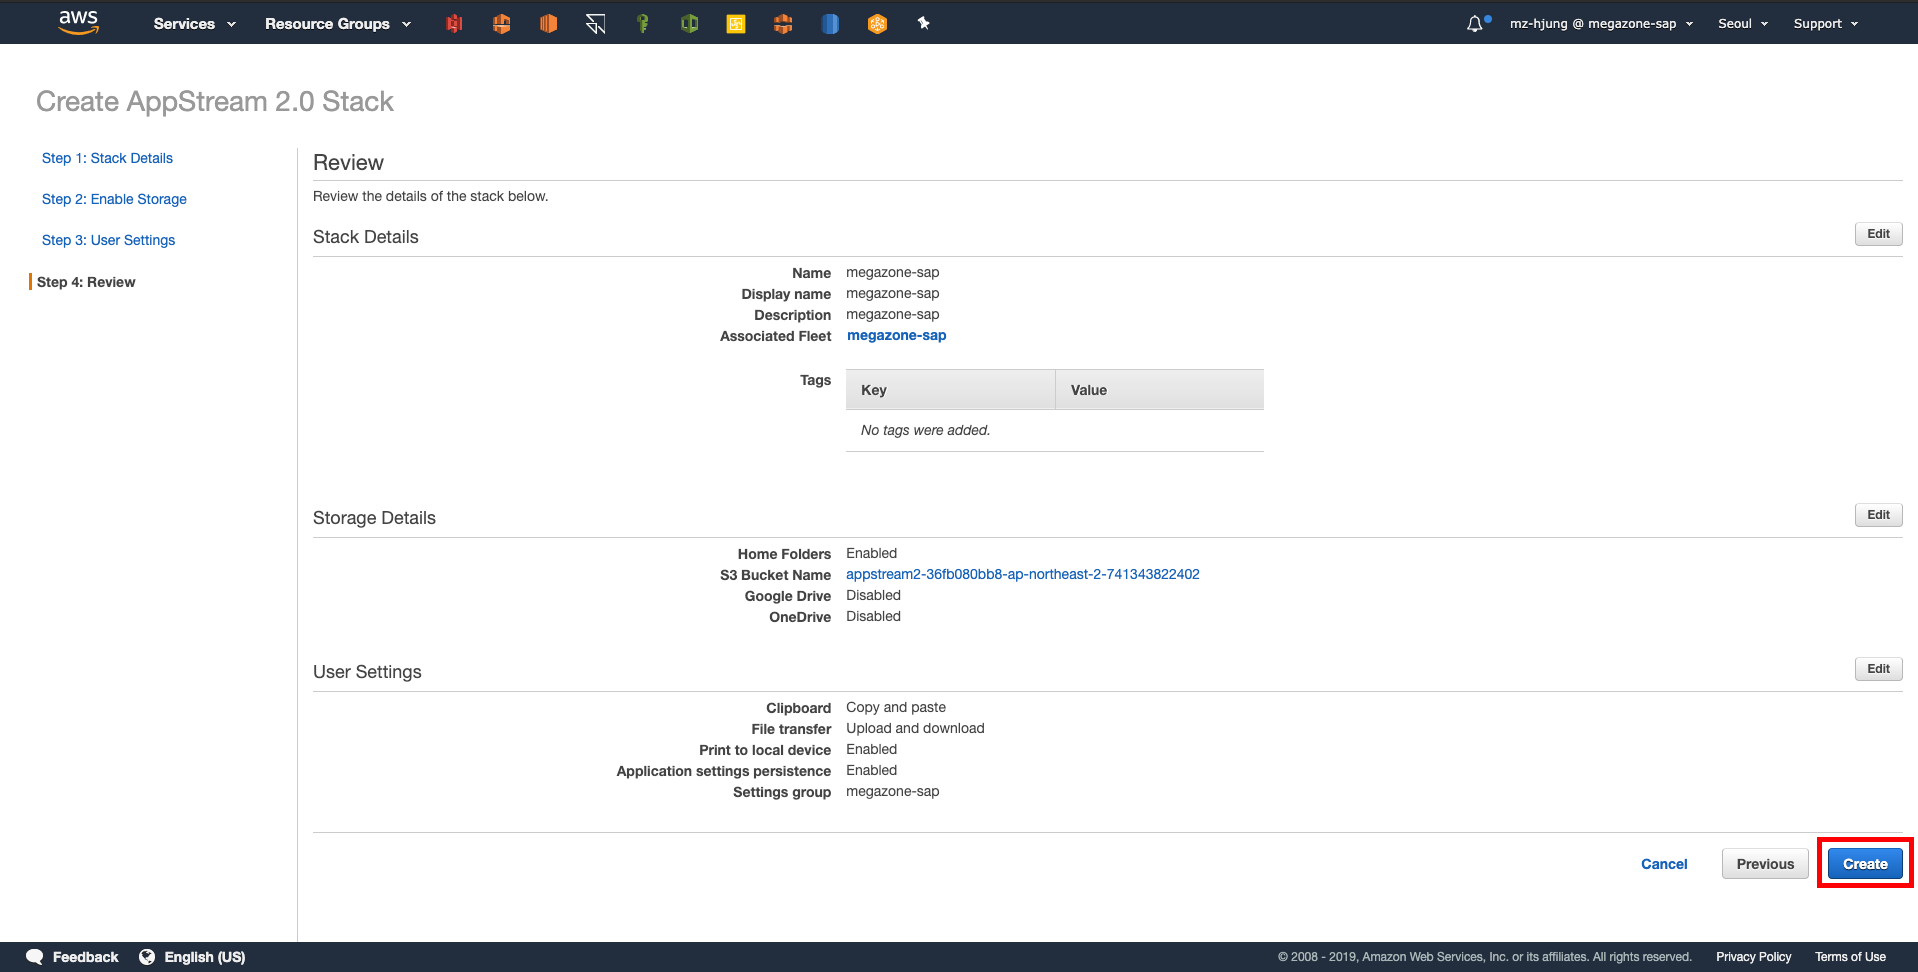 aws Services Resource Groups mz-hjung @ megazone-sap Seoul Support
Create AppStream 2.0 Stack
Step 1: Stack Details
Step 2: Enable Storage
Step 3: User Settings
Step 4: Review
Review
Review the details of the stack below.
Stack Details Edit
Name megazone-sap
Display name megazone-sap
Description megazone-sap
Associated Fleet megazone-sap
Tags Key Value
No tags were added.
Storage Details Edit
Home Folders Enabled
S3 Bucket Name appstream2-36fb080bb8-ap-northeast-2-741343822402
Google Drive Disabled
OneDrive Disabled
User Settings Edit
Clipboard Copy and paste
File transfer Upload and download
Print to local device Enabled
Application settings persistence Enabled
Settings group megazone-sap
Cancel Previous Create
Feedback English (US) © 2008 - 2019, Amazon Web Services, Inc. or its affiliates. All rights reserved. Privacy Policy Terms of Use